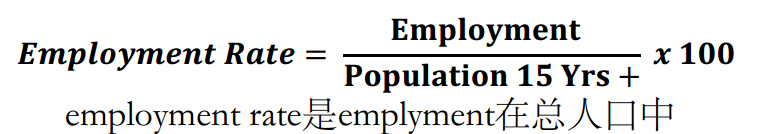 Employment Rate = Employment / Population 15 Yrs + x 100
employment rate是emplyment在总人口中